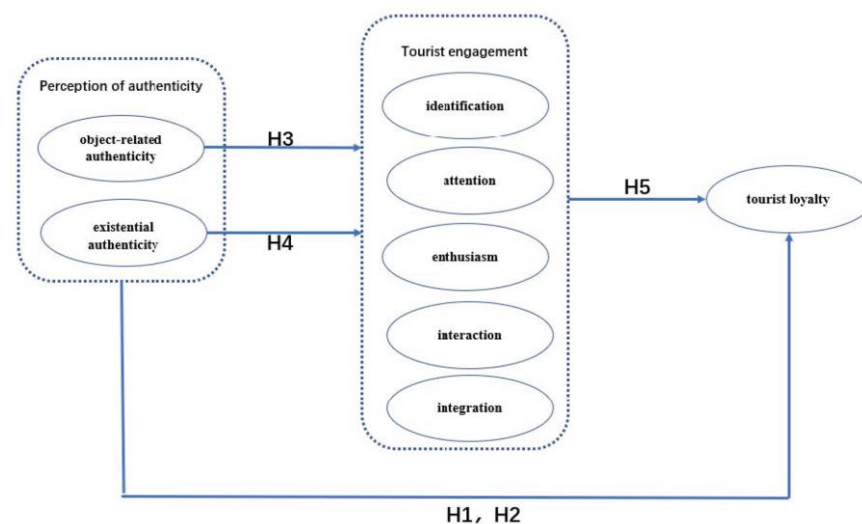 Perception of authenticity
object-related
authenticity
existential
authenticity
H3
H4
Tourist engagement
identification
attention
enthusiasm
interaction
integration
H5
tourist loyalty
H1, H2